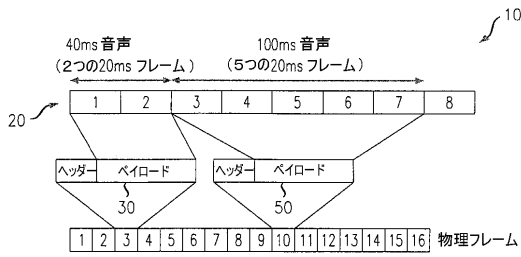 10
40ms 音声
(2つの20ms フレーム)
100ms 音声
(5つの20ms フレーム)
20
1 2 3 4 5 6 7 8
ヘッダー ペイロード
ヘッダー ペイロード
30
50
1 2 3 4 5 6 7 8 9 10 11 12 13 14 15 16 物理フレーム